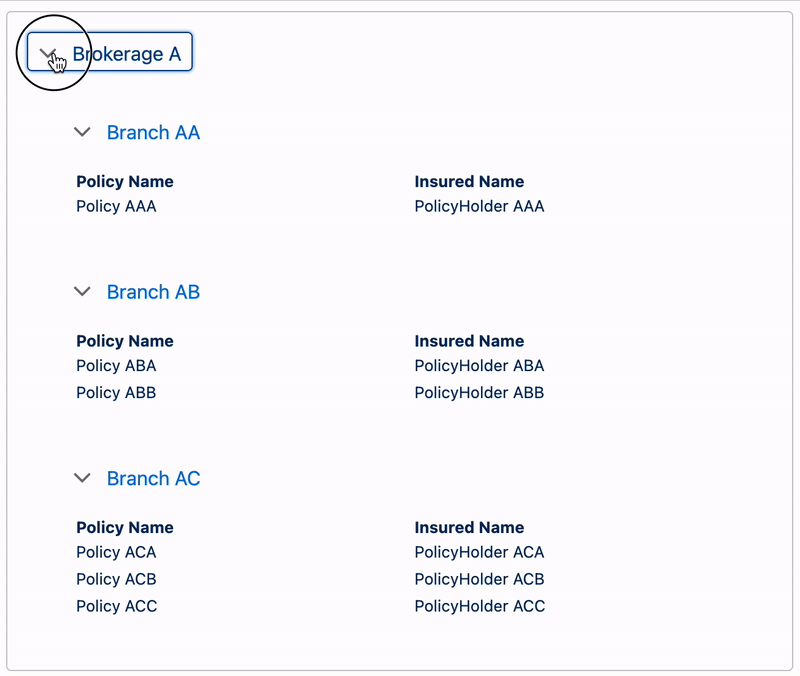 Brokerage A
Branch AA
Policy Name Insured Name
Policy AAA PolicyHolder AAA
Branch AB
Policy Name Insured Name
Policy ABA PolicyHolder ABA
Policy ABB PolicyHolder ABB
Branch AC
Policy Name Insured Name
Policy ACA PolicyHolder ACA
Policy ACB PolicyHolder ACB
Policy ACC PolicyHolder ACC